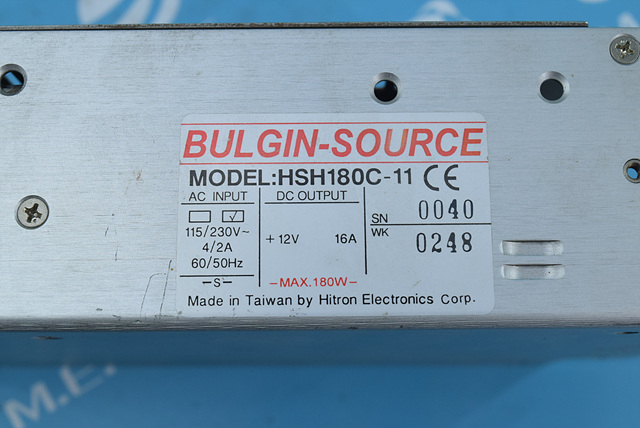 BULGIN-SOURCE
MODEL:HSH180C-11 CE
AC INPUT
115/230V~
4/2A
60/50Hz
-S-
DC OUTPUT
+12V 16A
-MAX.180W-
SN 0040
WK 0248
Made in Taiwan by Hitron Electronics Corp.
M.E.